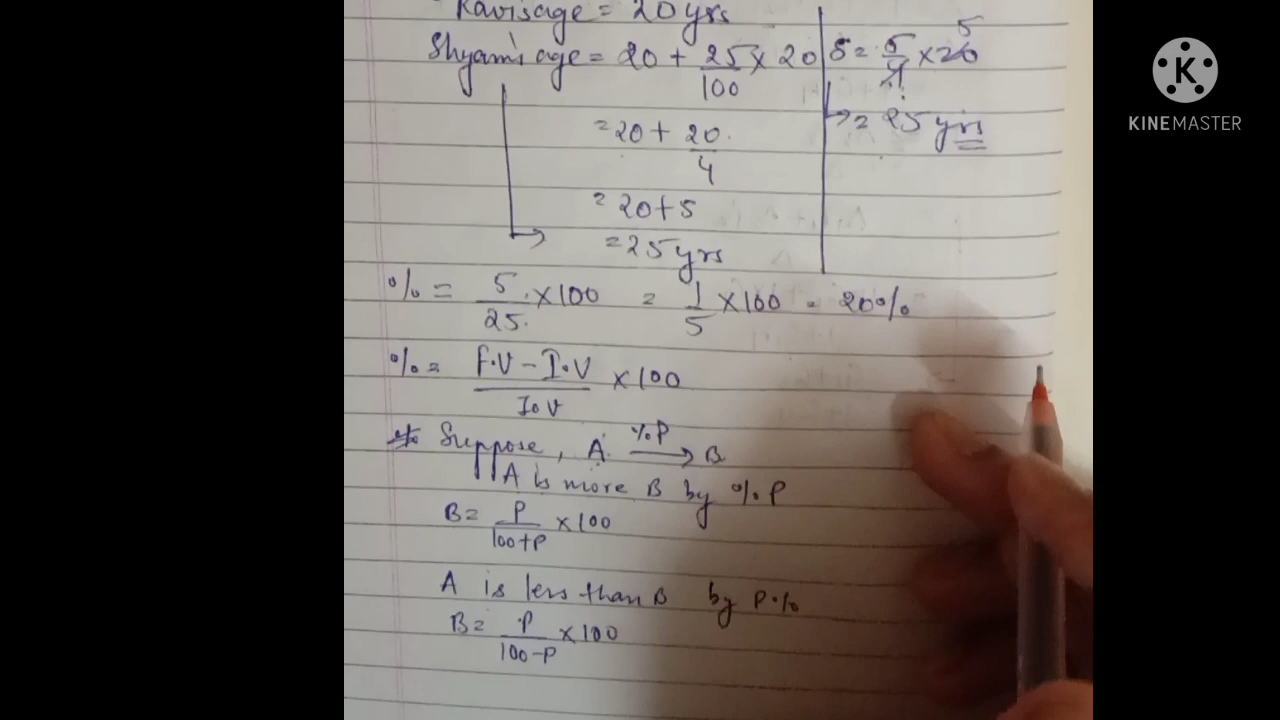 Ravisage = 20 yrs
Shyam's age = 20 + 25/100 × 20
= 20 + 20/4
= 20 + 5
= 25 yrs
S = 5/4 × 20 5
= 25 yrs
% = 5/25 × 100 = 1/5 × 100 = 20%
% = F.V - I.V / I.V × 100
Suppose, A %P → B
A is more B by % P
B = P/100+P × 100
A is less than B by P.%
B = P/100-P × 100
K
KINEMASTER